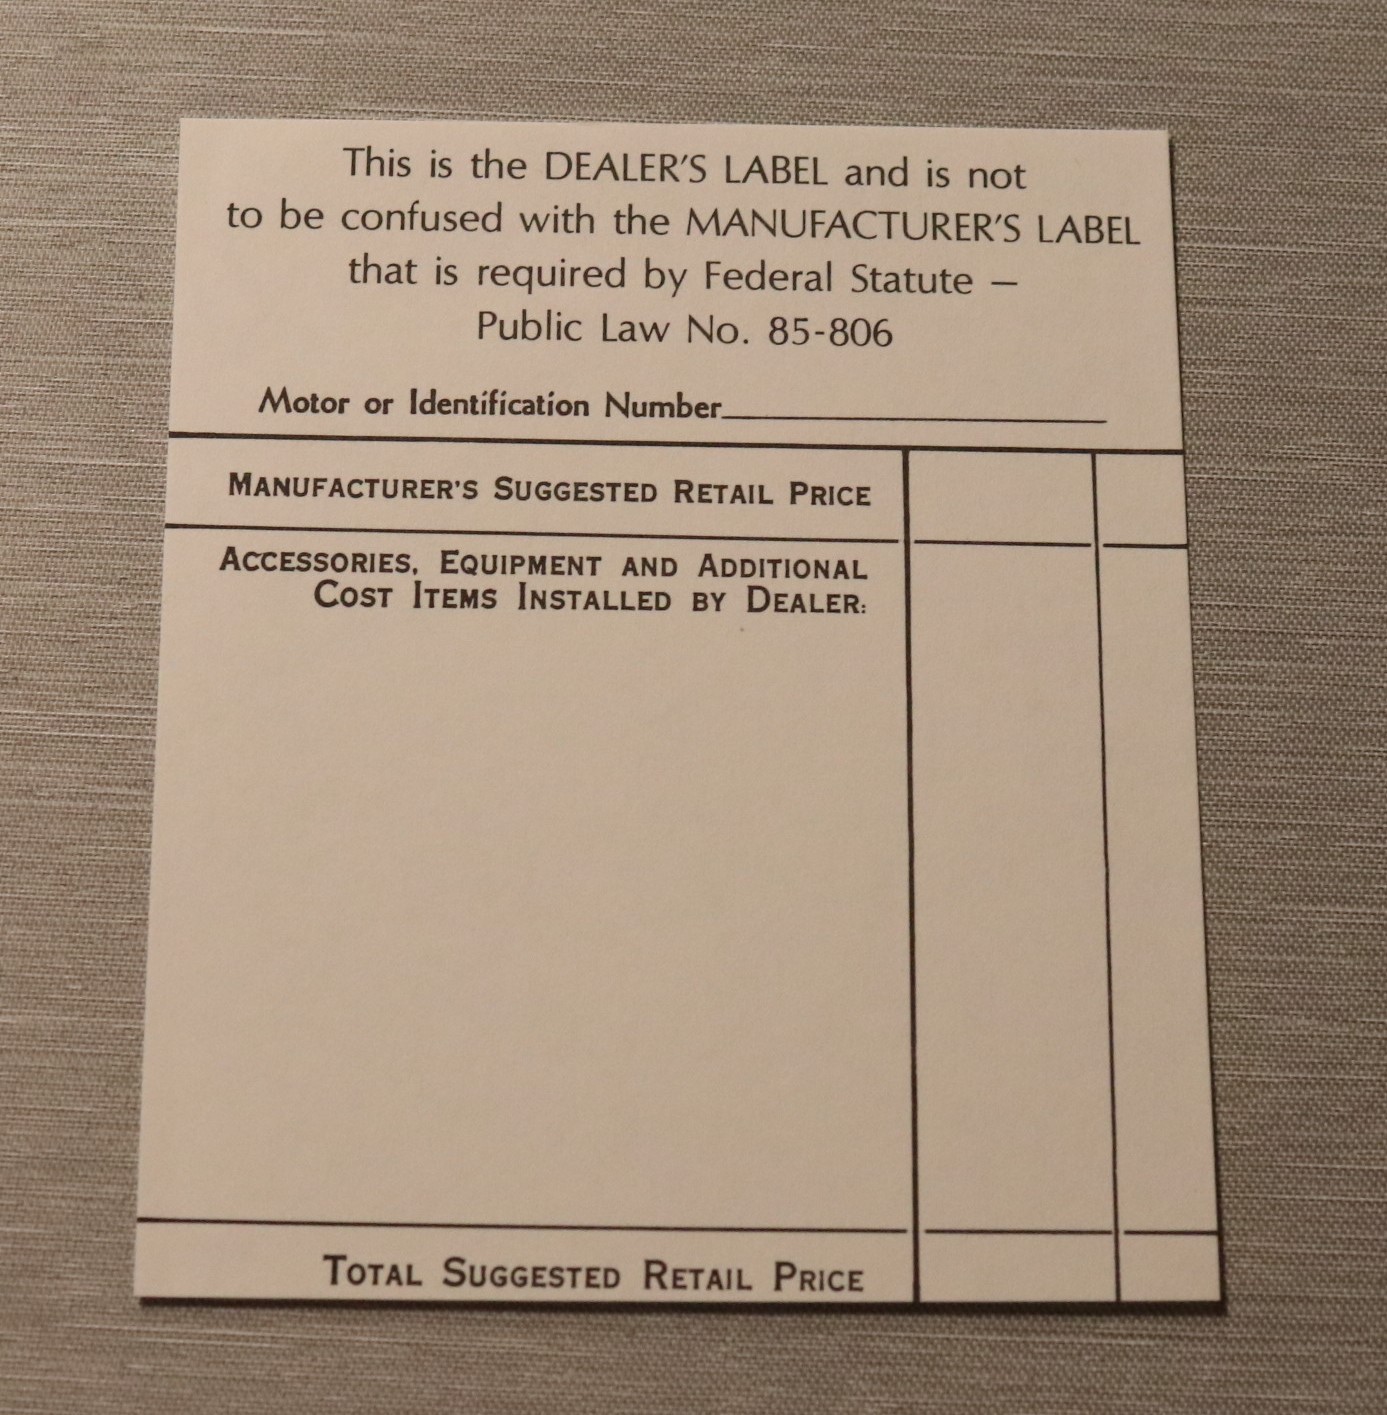 This is the DEALER'S LABEL and is not
to be confused with the MANUFACTURER'S LABEL
that is required by Federal Statute —
Public Law No. 85-806
Motor or Identification Number
MANUFACTURER'S SUGGESTED RETAIL PRICE
ACCESSORIES, EQUIPMENT AND ADDITIONAL
COST ITEMS INSTALLED BY DEALER:
TOTAL SUGGESTED RETAIL PRICE